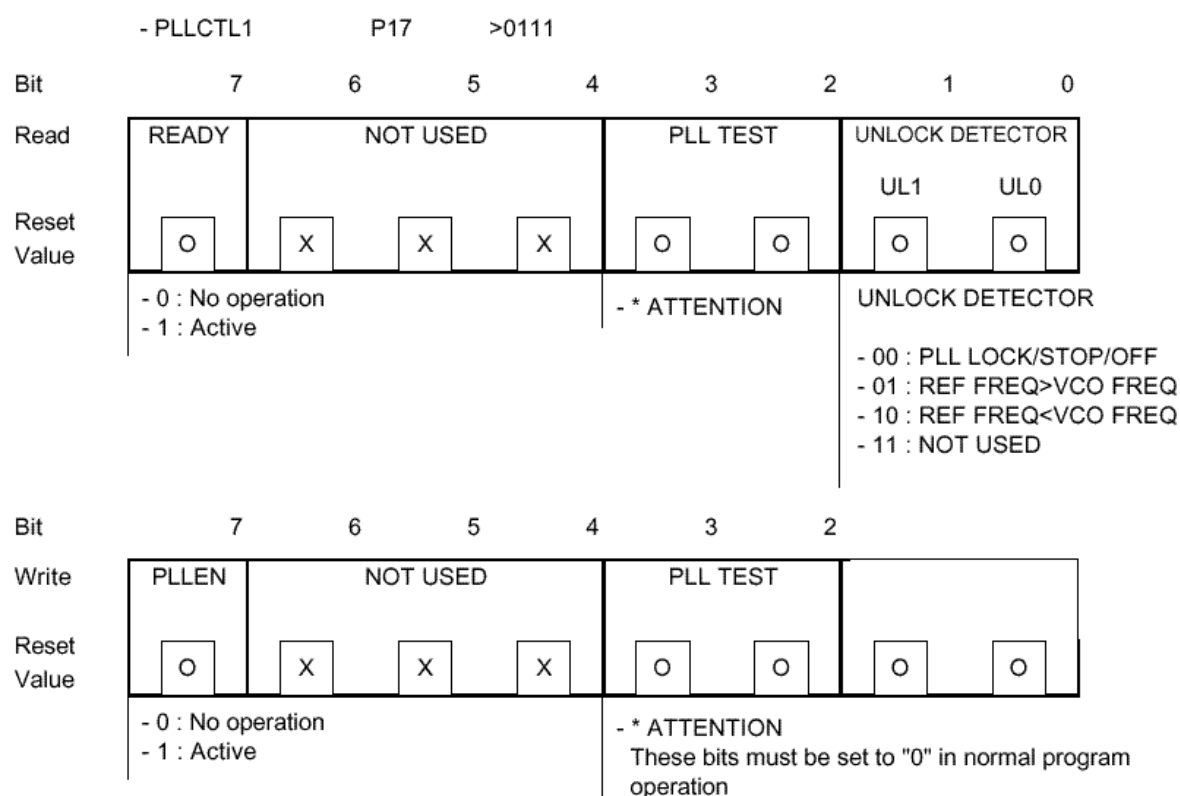 - PLLCTL1 P17 >0111
Bit 7 6 5 4 3 2 1 0
Read READY NOT USED PLL TEST UNLOCK DETECTOR
UL1 UL0
Reset
Value O X X X O O O O
- 0 : No operation
- 1 : Active
- * ATTENTION
UNLOCK DETECTOR
- 00 : PLL LOCK/STOP/OFF
- 01 : REF FREQ>VCO FREQ
- 10 : REF FREQ<VCO FREQ
- 11 : NOT USED
Bit 7 6 5 4 3 2
Write PLLEN NOT USED PLL TEST
Reset
Value O X X X O O O O
- 0 : No operation
- 1 : Active
- * ATTENTION
These bits must be set to "0" in normal program
operation